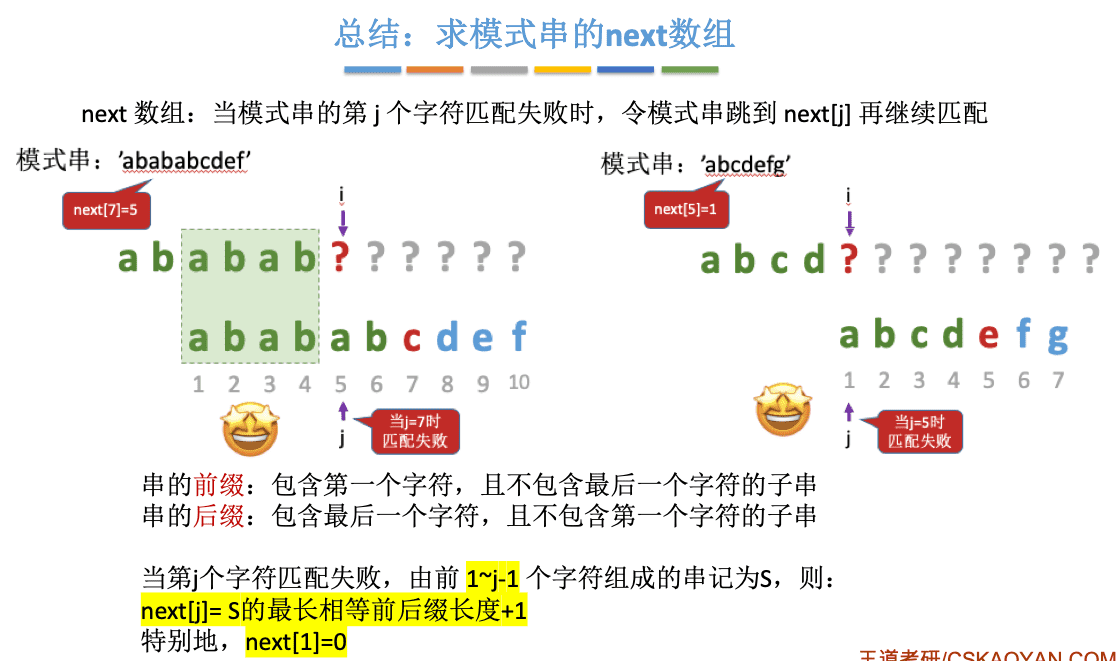 总结：求模式串的next数组
next 数组：当模式串的第 j 个字符匹配失败时，令模式串跳到 next[j] 再继续匹配
模式串：’abababcdef’
next[7]=5
i
a b a b a b ? ? ? ? ? ?
a b a b a b c d e f
1 2 3 4 5 6 7 8 9 10
j
当j=7时
匹配失败
模式串：’abcdefg’
next[5]=1
i
a b c d ? ? ? ? ? ? ? ?
a b c d e f g
1 2 3 4 5 6 7
j
当j=5时
匹配失败
串的前缀：包含第一个字符，且不包含最后一个字符的子串
串的后缀：包含最后一个字符，且不包含第一个字符的子串
当第j个字符匹配失败，由前 1~j-1 个字符组成的串记为S，则：
next[j]= S的最长相等前后缀长度+1
特别地，next[1]=0
王道考研/CSKAOYAN.COM